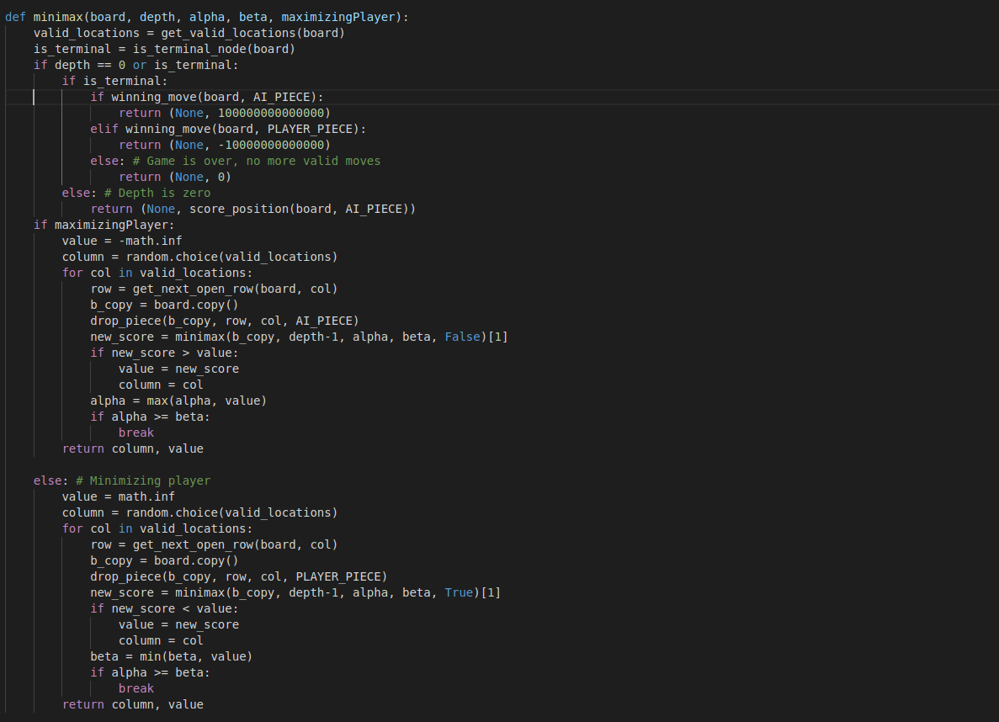 def minimax(board, depth, alpha, beta, maximizingPlayer):
    valid_locations = get_valid_locations(board)
    is_terminal = is_terminal_node(board)
    if depth == 0 or is_terminal:
        if is_terminal:
            if winning_move(board, AI_PIECE):
                return (None, 100000000000000)
            elif winning_move(board, PLAYER_PIECE):
                return (None, -10000000000000)
            else: # Game is over, no more valid moves
                return (None, 0)
        else: # Depth is zero
            return (None, score_position(board, AI_PIECE))
    if maximizingPlayer:
        value = -math.inf
        column = random.choice(valid_locations)
        for col in valid_locations:
            row = get_next_open_row(board, col)
            b_copy = board.copy()
            drop_piece(b_copy, row, col, AI_PIECE)
            new_score = minimax(b_copy, depth-1, alpha, beta, False)[1]
            if new_score > value:
                value = new_score
                column = col
            alpha = max(alpha, value)
            if alpha >= beta:
                break
        return column, value

    else: # Minimizing player
        value = math.inf
        column = random.choice(valid_locations)
        for col in valid_locations:
            row = get_next_open_row(board, col)
            b_copy = board.copy()
            drop_piece(b_copy, row, col, PLAYER_PIECE)
            new_score = minimax(b_copy, depth-1, alpha, beta, True)[1]
            if new_score < value:
                value = new_score
                column = col
            beta = min(beta, value)
            if alpha >= beta:
                break
        return column, value